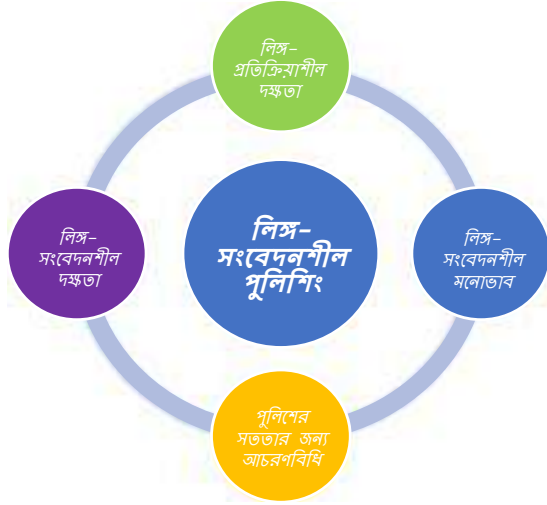 লিঙ্গ-
প্রতিক্রিয়াশীল
দক্ষতা
লিঙ্গ-
সংবেদনশীল
দক্ষতা
লিঙ্গ-
সংবেদনশীল
পুলিশিং
লিঙ্গ-
সংবেদনশীল
মনোভাব
পুলিশের
সততার জন্য
আচরণবিধি